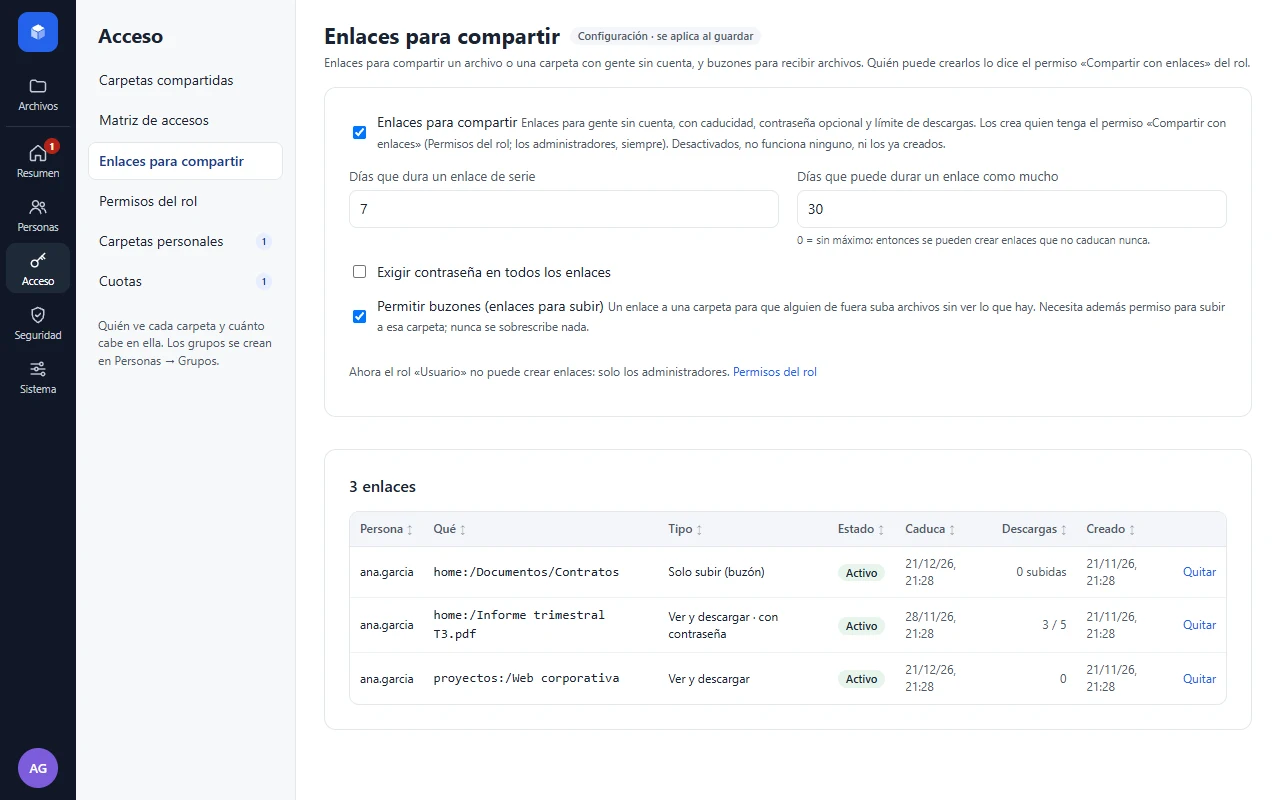 Archivos
1
Resumen
Personas
Acceso
Seguridad
Sistema
AG
Acceso
Carpetas compartidas
Matriz de accesos
Enlaces para compartir
Permisos del rol
Carpetas personales 1
Cuotas 1
Quién ve cada carpeta y cuánto
cabe en ella. Los grupos se crean
en Personas → Grupos.
Enlaces para compartir Configuración · se aplica al guardar
Enlaces para compartir un archivo o una carpeta con gente sin cuenta, y buzones para recibir archivos. Quién puede crearlos lo dice el permiso «Compartir con enlaces» del rol.
Enlaces para compartir Enlaces para gente sin cuenta, con caducidad, contraseña opcional y límite de descargas. Los crea quien tenga el permiso «Compartir con
enlaces» (Permisos del rol; los administradores, siempre). Desactivados, no funciona ninguno, ni los ya creados.
Días que dura un enlace de serie
7
Días que puede durar un enlace como mucho
30
0 = sin máximo: entonces se pueden crear enlaces que no caducan nunca.
Exigir contraseña en todos los enlaces
Permitir buzones (enlaces para subir) Un enlace a una carpeta para que alguien de fuera suba archivos sin ver lo que hay. Necesita además permiso para subir
a esa carpeta; nunca se sobrescribe nada.
Ahora el rol «Usuario» no puede crear enlaces: solo los administradores. Permisos del rol
3 enlaces
Persona ↕ Qué ↕ Tipo ↕ Estado ↕ Caduca ↕ Descargas ↕ Creado ↕
ana.garcia home:/Documentos/Contratos Solo subir (buzón) Activo 21/12/26, 0 subidas 21/11/26, Quitar
21:28 21:28
ana.garcia home:/Informe trimestral Ver y descargar · con Activo 28/11/26, 3 / 5 21/11/26, Quitar
T3.pdf contraseña 21:28 21:28
ana.garcia proyectos:/Web corporativa Ver y descargar Activo 21/12/26, 0 21/11/26, Quitar
21:28 21:28